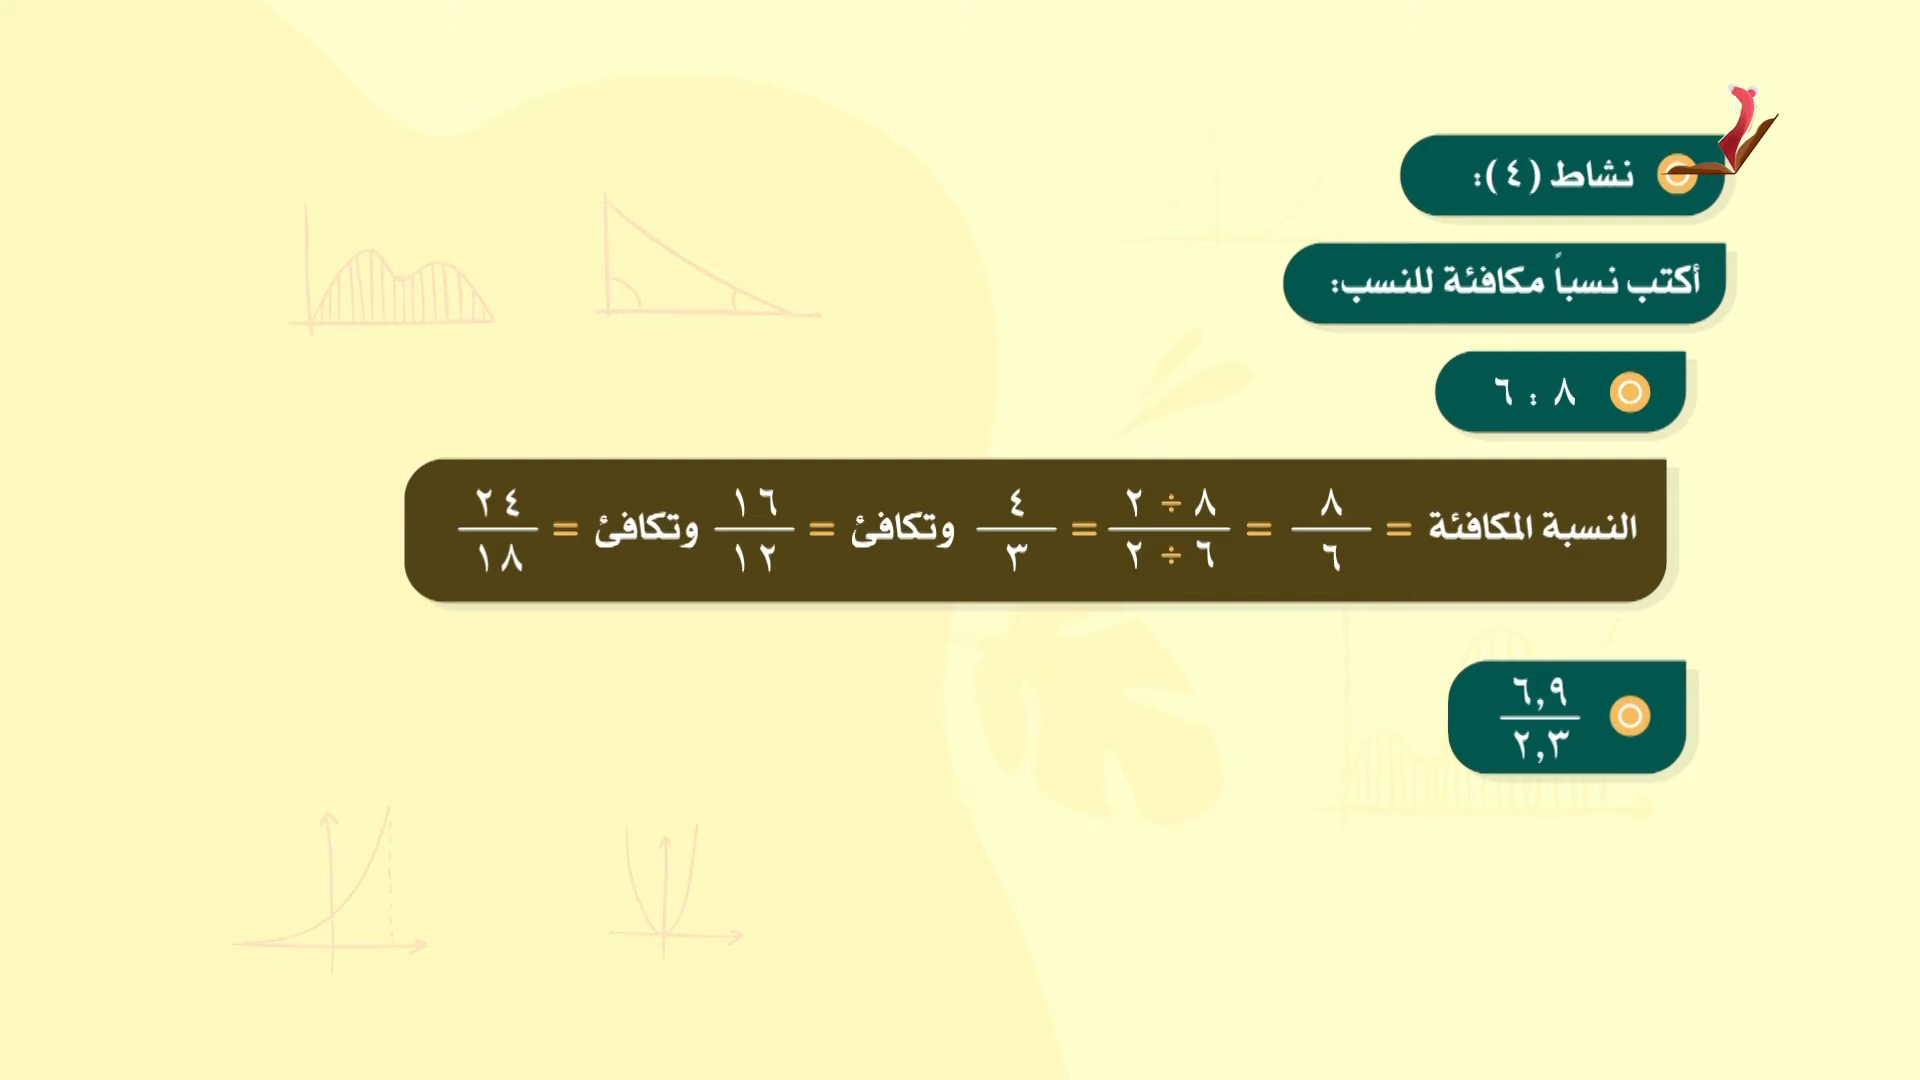 نشاط (٤):
أكتب نسباً مكافئة للنسب:
٨ : ٦
النسبة المكافئة = ٨/٦ = ٨ ÷ ٢/٦ ÷ ٢ = ٤/٣ وتكافئ = ١٦/١٢ وتكافئ = ٢٤/١٨
٦,٩/٢,٣